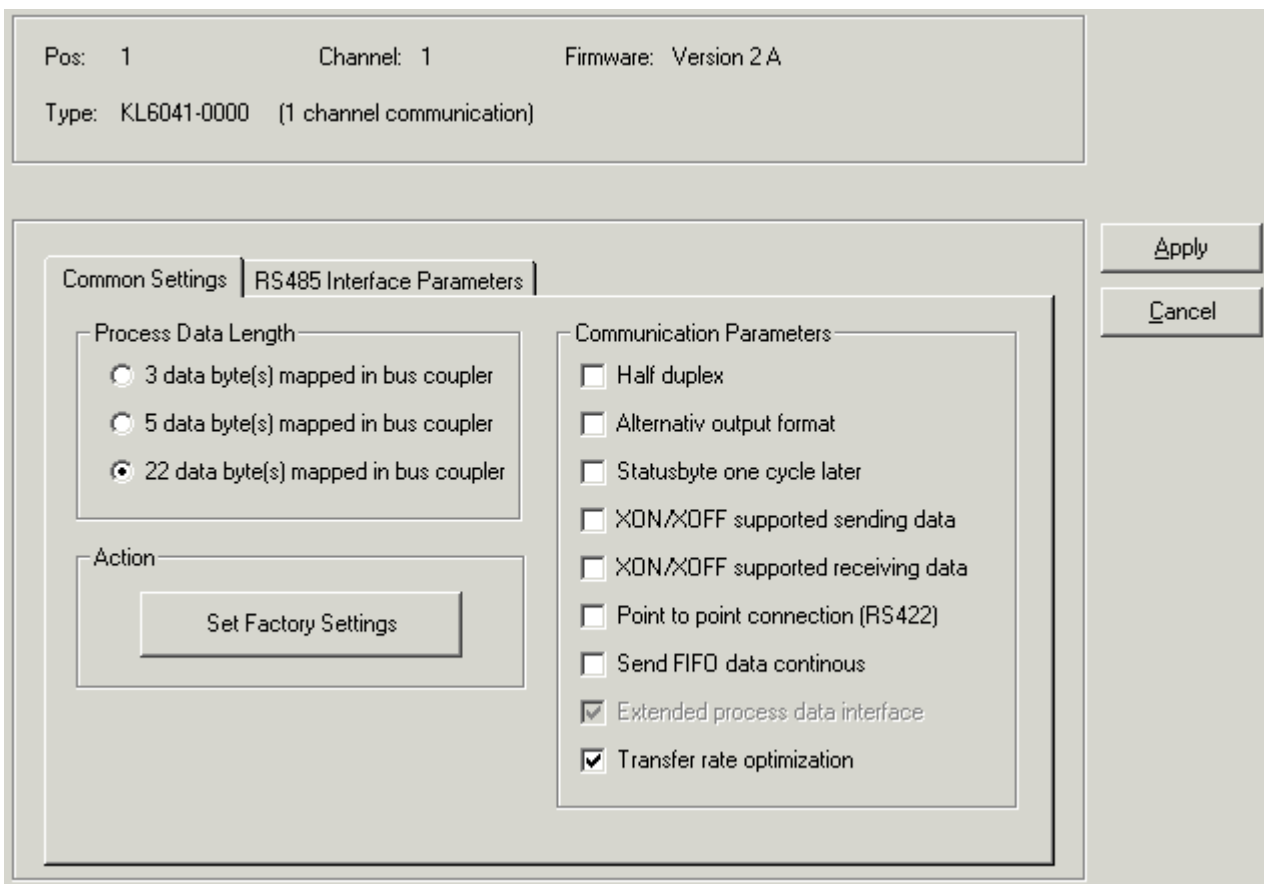 Pos: 1 Channel: 1 Firmware: Version 2 A
Type: KL6041-0000 (1 channel communication)
Apply
Cancel
Common Settings RS485 Interface Parameters
Process Data Length
3 data byte(s) mapped in bus coupler
5 data byte(s) mapped in bus coupler
22 data byte(s) mapped in bus coupler
Action
Set Factory Settings
Communication Parameters
Half duplex
Alternativ output format
Statusbyte one cycle later
XON/XOFF supported sending data
XON/XOFF supported receiving data
Point to point connection (RS422)
Send FIFO data continous
Extended process data interface
Transfer rate optimization